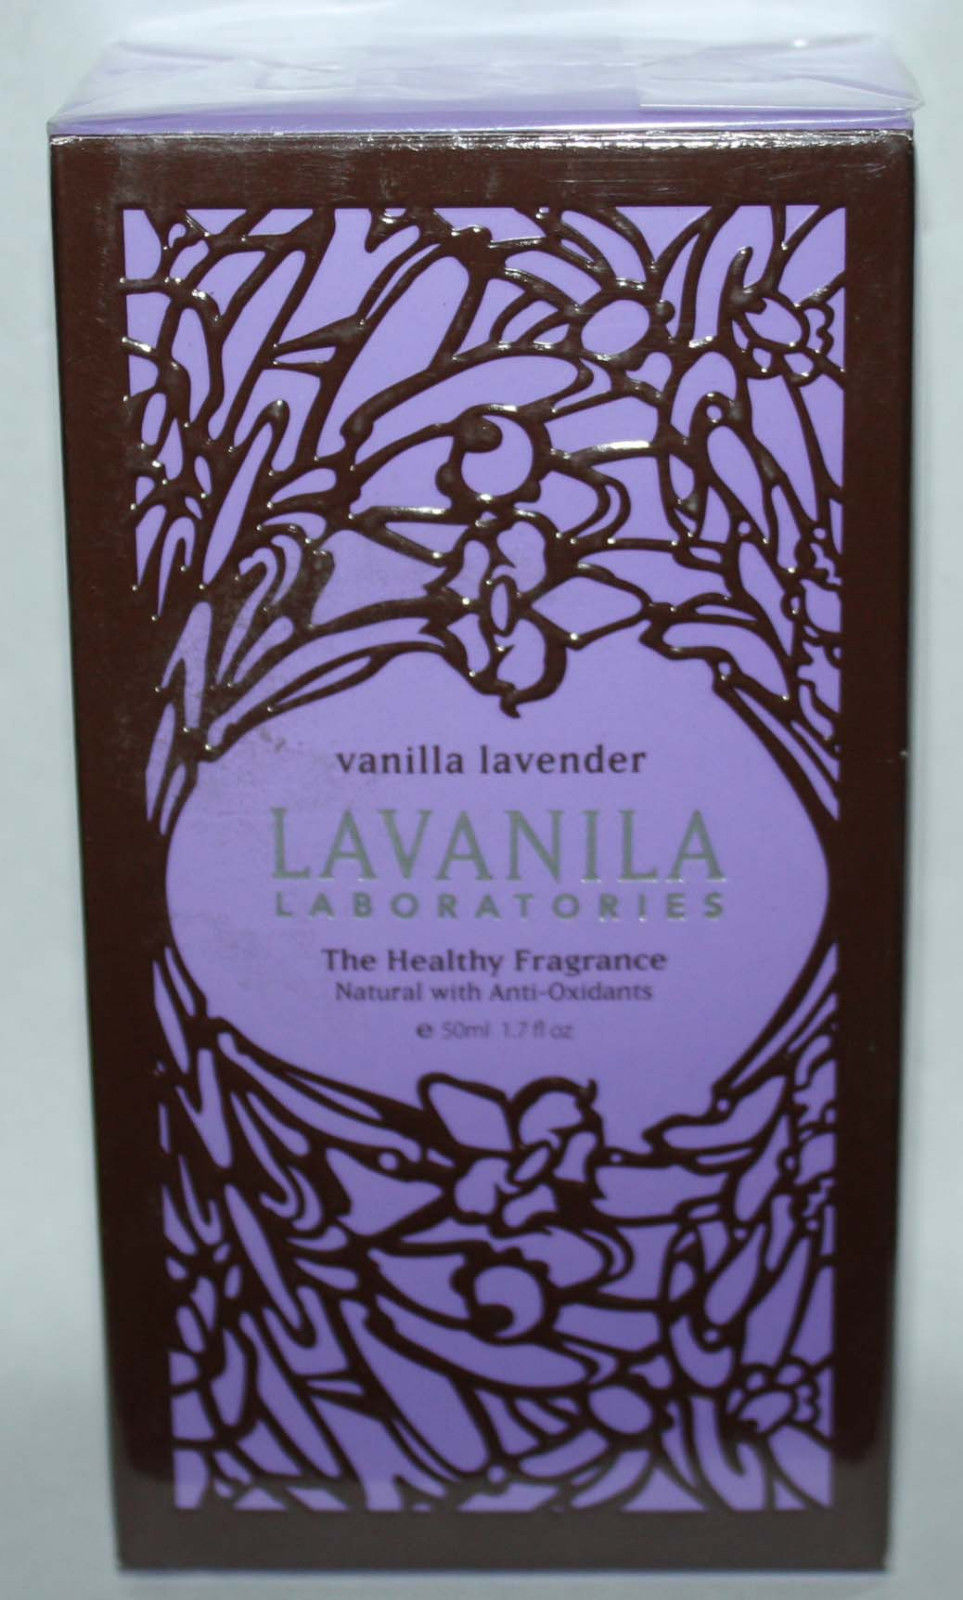 vanilla lavender
LAVANILA
LABORATORIES
The Healthy Fragrance
Natural with Anti-Oxidants
℮ 50ml 1.7 fl oz